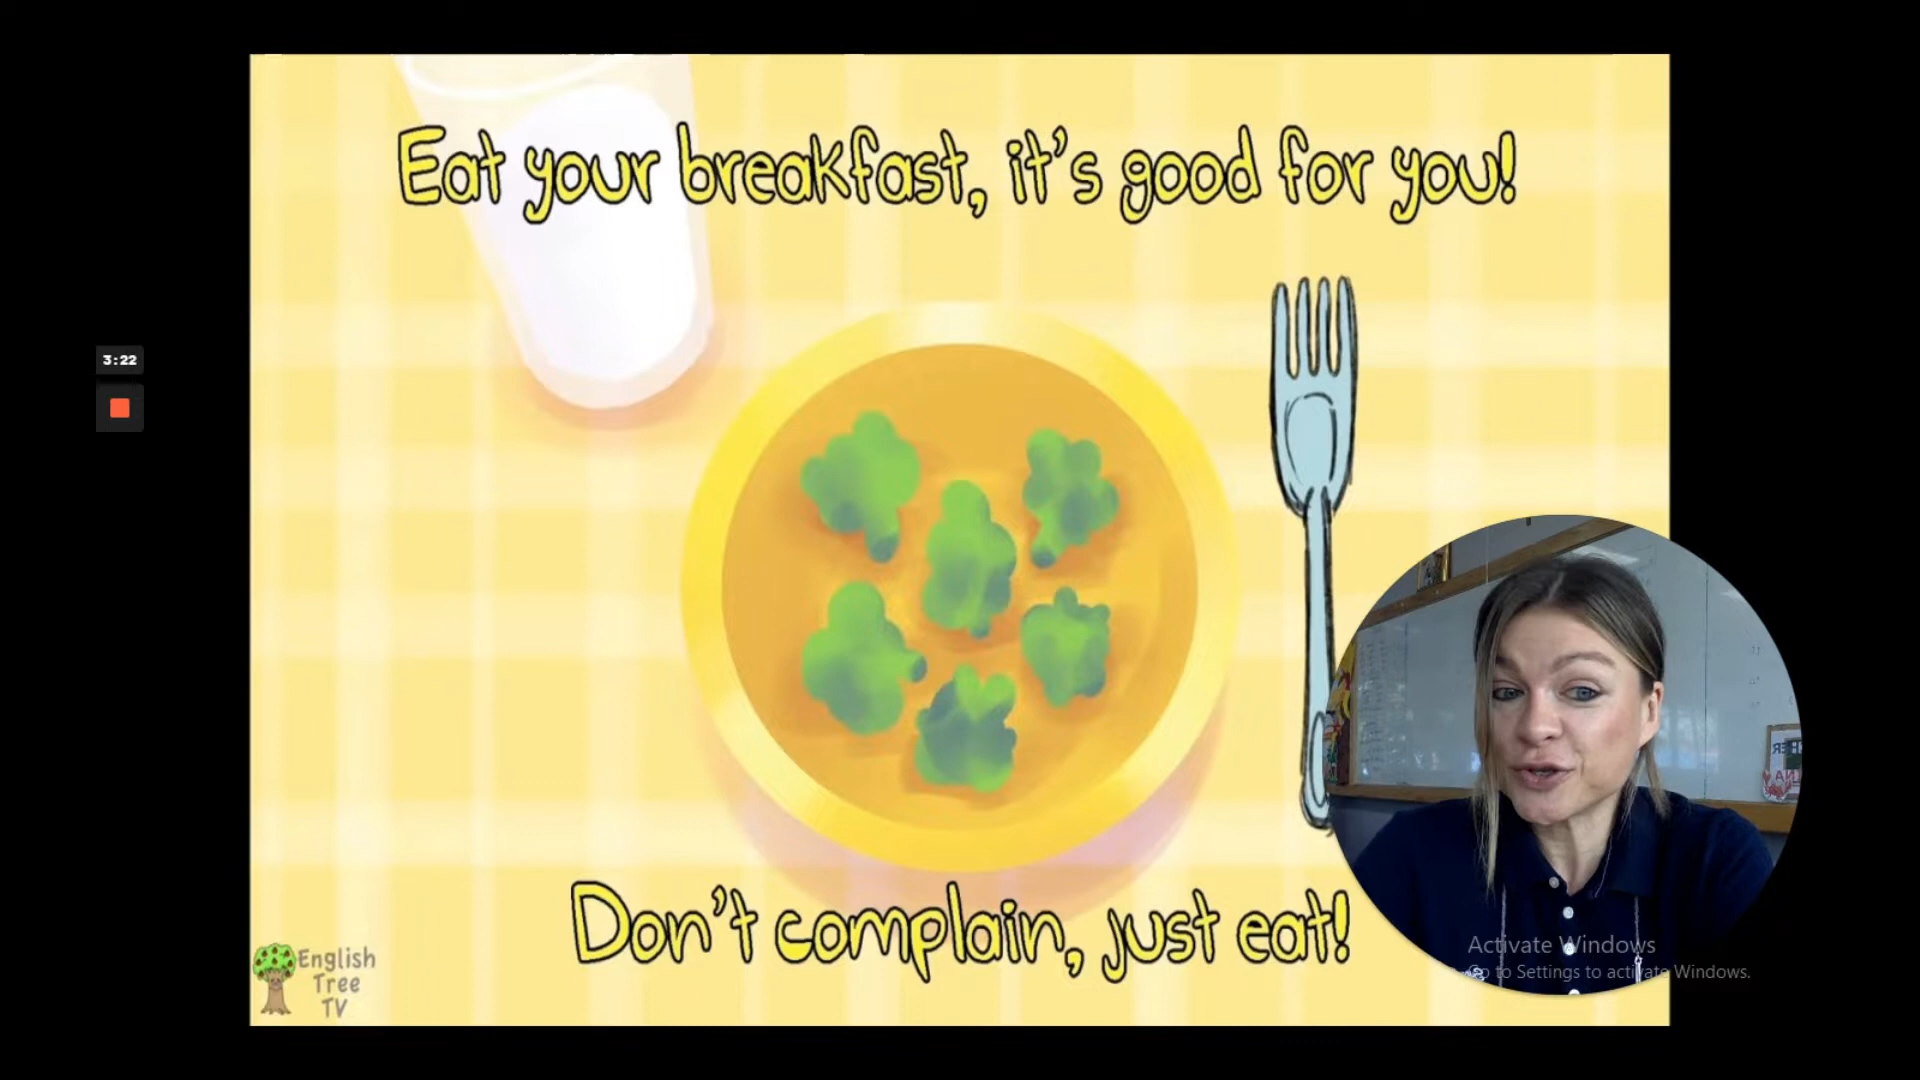 Eat your breakfast, it's good for you!
3:22
Don't complain, just eat!
English
Tree
TV
Activate Windows
Go to Settings to activate Windows.